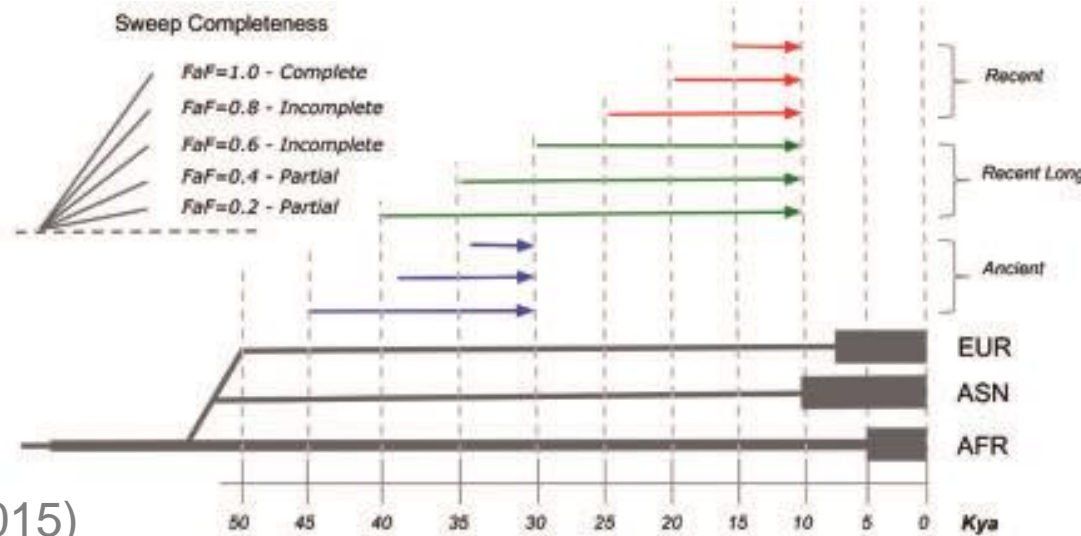 Sweep Completeness
FaF=1.0 - Complete
FaF=0.8 - Incomplete
FaF=0.6 - Incomplete
FaF=0.4 - Partial
FaF=0.2 - Partial
Recent
Recent Long
Ancient
EUR
ASN
AFR
50 45 40 35 30 25 20 15 10 5 0 Kya
015)